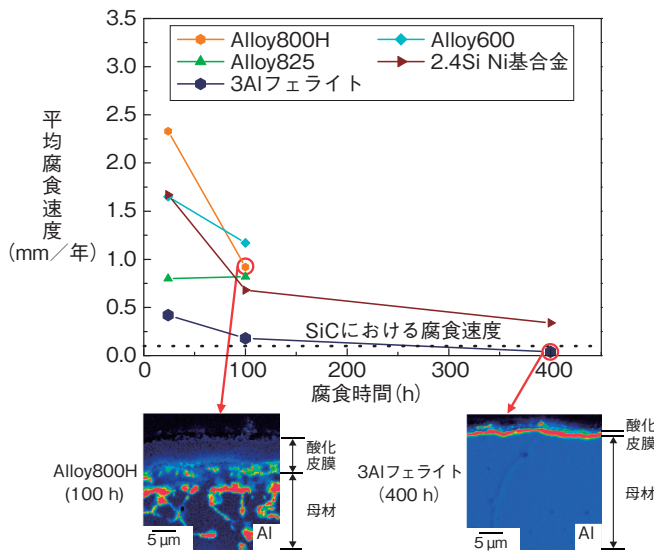 3.5
3.0
2.5
2.0
1.5
1.0
0.5
0.0
平均腐食速度
(mm／年)
Alloy800H
Alloy600
Alloy825
2.4Si Ni基合金
3Alフェライト
SiCにおける腐食速度
0
100
200
300
400
腐食時間(h)
Alloy800H
(100 h)
酸化
皮膜
母材
Al
5 μm
3Alフェライト
(400 h)
酸化
皮膜
母材
Al
5 μm